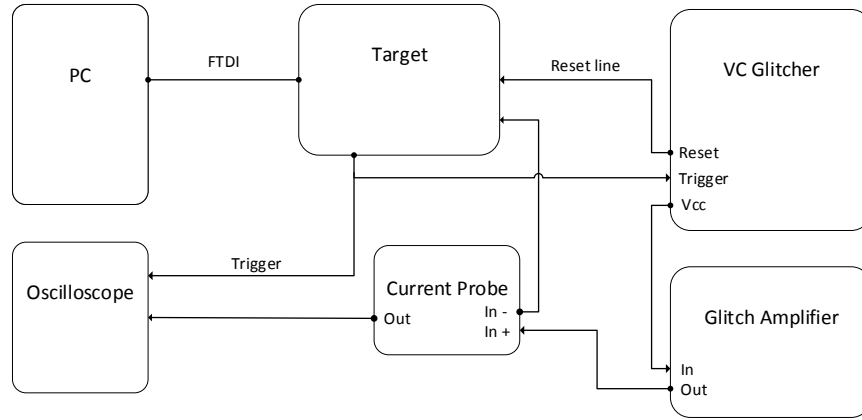 PC
FTDI
Target
Reset line
VC Glitcher
Reset
Trigger
Vcc
Trigger
Oscilloscope
Current Probe
Out
In -
In +
Glitch Amplifier
In
Out